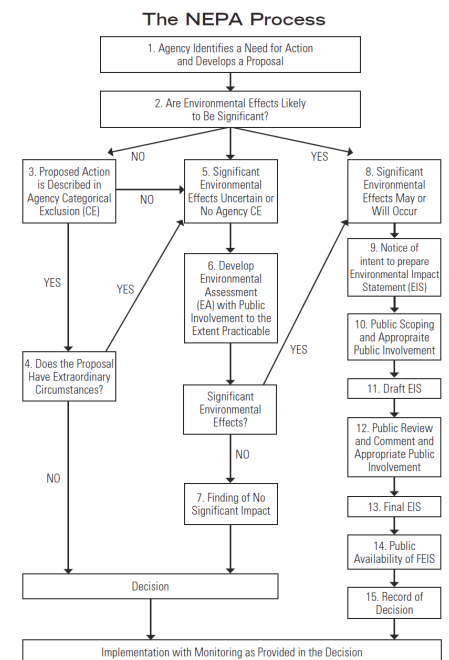 The NEPA Process
1. Agency Identifies a Need for Action
and Develops a Proposal
2. Are Environmental Effects Likely
to Be Significant?
NO
YES
3. Proposed Action
is Described in
Agency Categorical
Exclusion (CE)
NO
5. Significant
Environmental
Effects Uncertain or
No Agency CE
8. Significant
Environmental
Effects May or
Will Occur
YES
YES
6. Develop
Environmental
Assessment
(EA) with Public
Involvement to the
Extent Practicable
9. Notice of
intent to prepare
Environmental Impact
Statement (EIS)
10. Public Scoping
and Appropraite
Public Involvement
YES
4. Does the Proposal
Have Extraordinary
Circumstances?
Significant
Environmental
Effects?
11. Draft EIS
12. Public Review
and Comment and
Appropriate Public
Involvement
NO
NO
7. Finding of No
Significant Impact
13. Final EIS
14. Public
Availability of FEIS
Decision
15. Record of
Decision
Implementation with Monitoring as Provided in the Decision